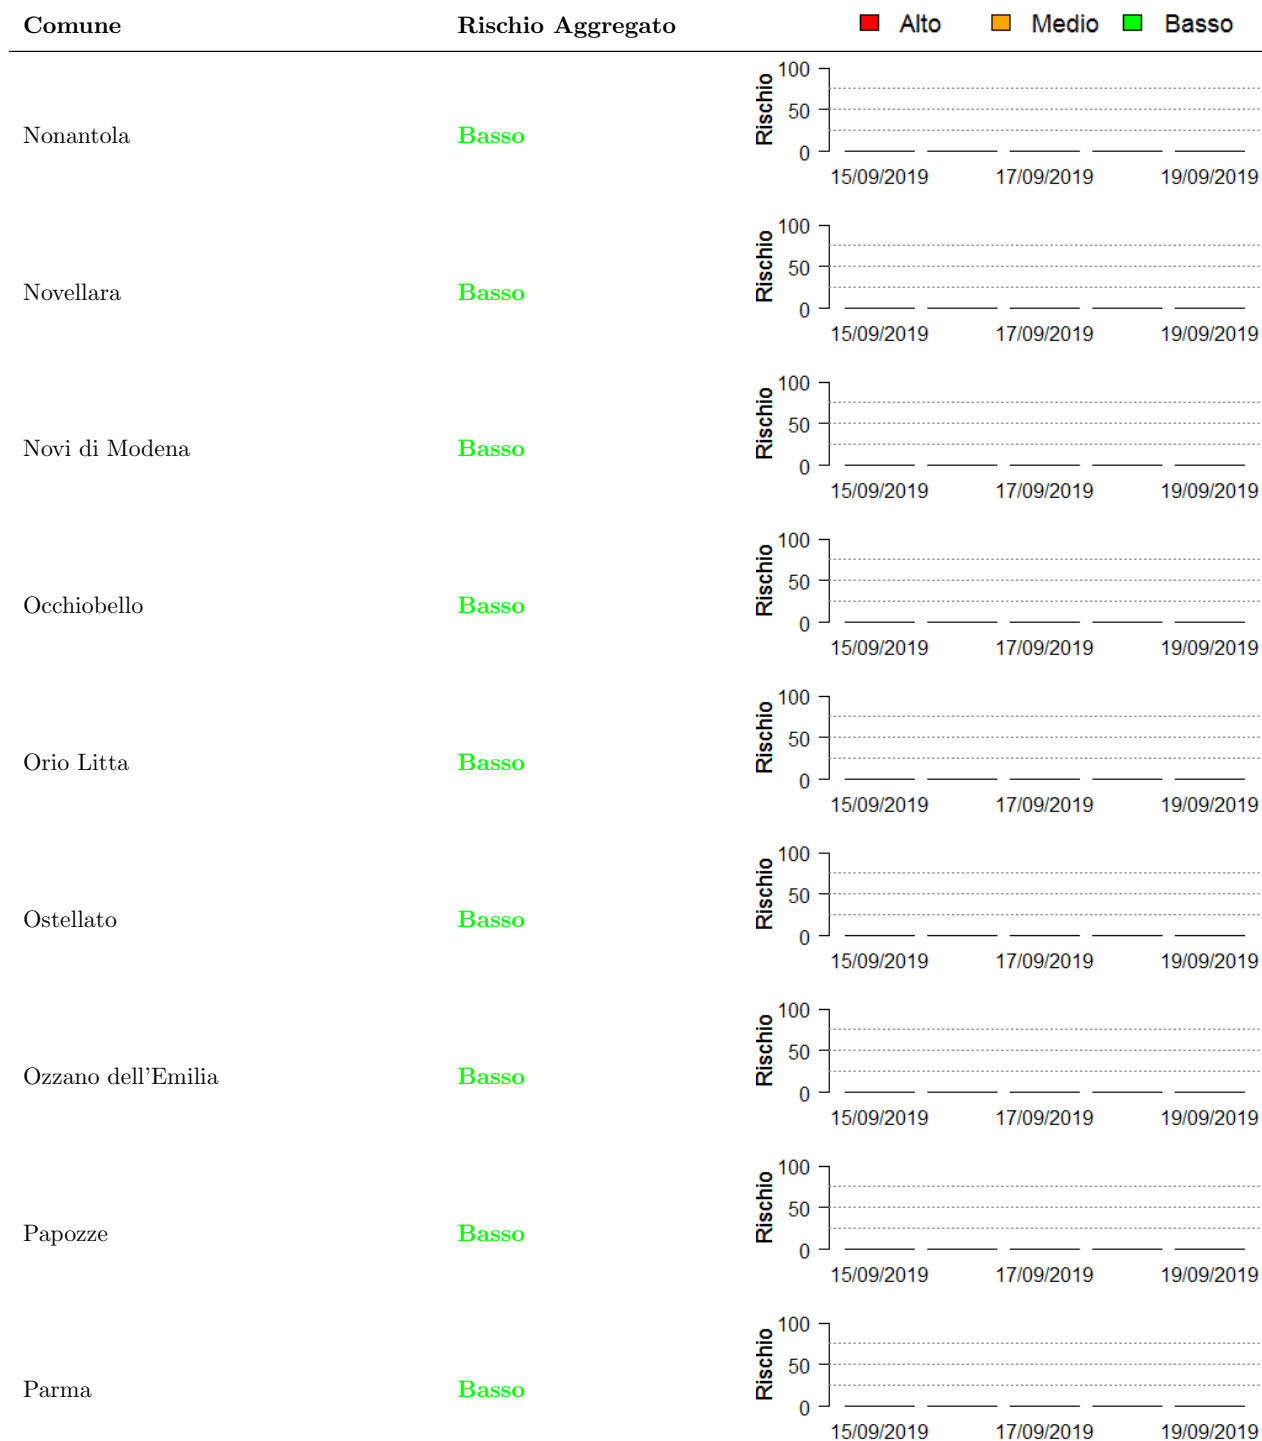 Comune Rischio Aggregato Alto Medio Basso
Nonantola Basso Rischio 100 50 0
15/09/2019 17/09/2019 19/09/2019
Novellara Basso Rischio 100 50 0
15/09/2019 17/09/2019 19/09/2019
Novi di Modena Basso Rischio 100 50 0
15/09/2019 17/09/2019 19/09/2019
Occhiobello Basso Rischio 100 50 0
15/09/2019 17/09/2019 19/09/2019
Orio Litta Basso Rischio 100 50 0
15/09/2019 17/09/2019 19/09/2019
Ostellato Basso Rischio 100 50 0
15/09/2019 17/09/2019 19/09/2019
Ozzano dell'Emilia Basso Rischio 100 50 0
15/09/2019 17/09/2019 19/09/2019
Papozze Basso Rischio 100 50 0
15/09/2019 17/09/2019 19/09/2019
Parma Basso Rischio 100 50 0
15/09/2019 17/09/2019 19/09/2019